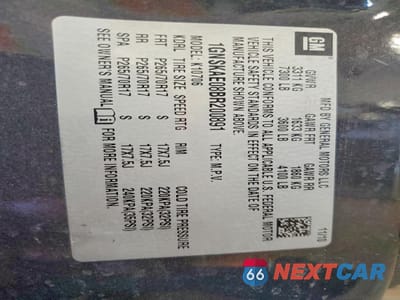 GM
MFD BY GENERAL MOTORS LLC 11/10
GVWR GAWR FRT GAWR RR
3311 KG 1633 KG 1860 KG
7300 LB 3600 LB 4100 LB
THIS VEHICLE CONFORMS TO ALL APPLICABLE U.S. FEDERAL MOTOR
VEHICLE SAFETY STANDARDS IN EFFECT ON THE DATE OF
MANUFACTURE SHOWN ABOVE.
TYPE: M.P.V.
MODEL: K10706
TIRE SIZE SPEED RTG RIM COLD TIRE PRESSURE
FRT P265/70R17 S 17X7.5J 220KPA(32PSI)
RR P265/70R17 S 17X7.5J 220KPA(32PSI)
SPA P265/70R17 S 17X7.5J 240KPA(35PSI)
SEE OWNER'S MANUAL FOR MORE INFORMATION.
66 NEXTCAR